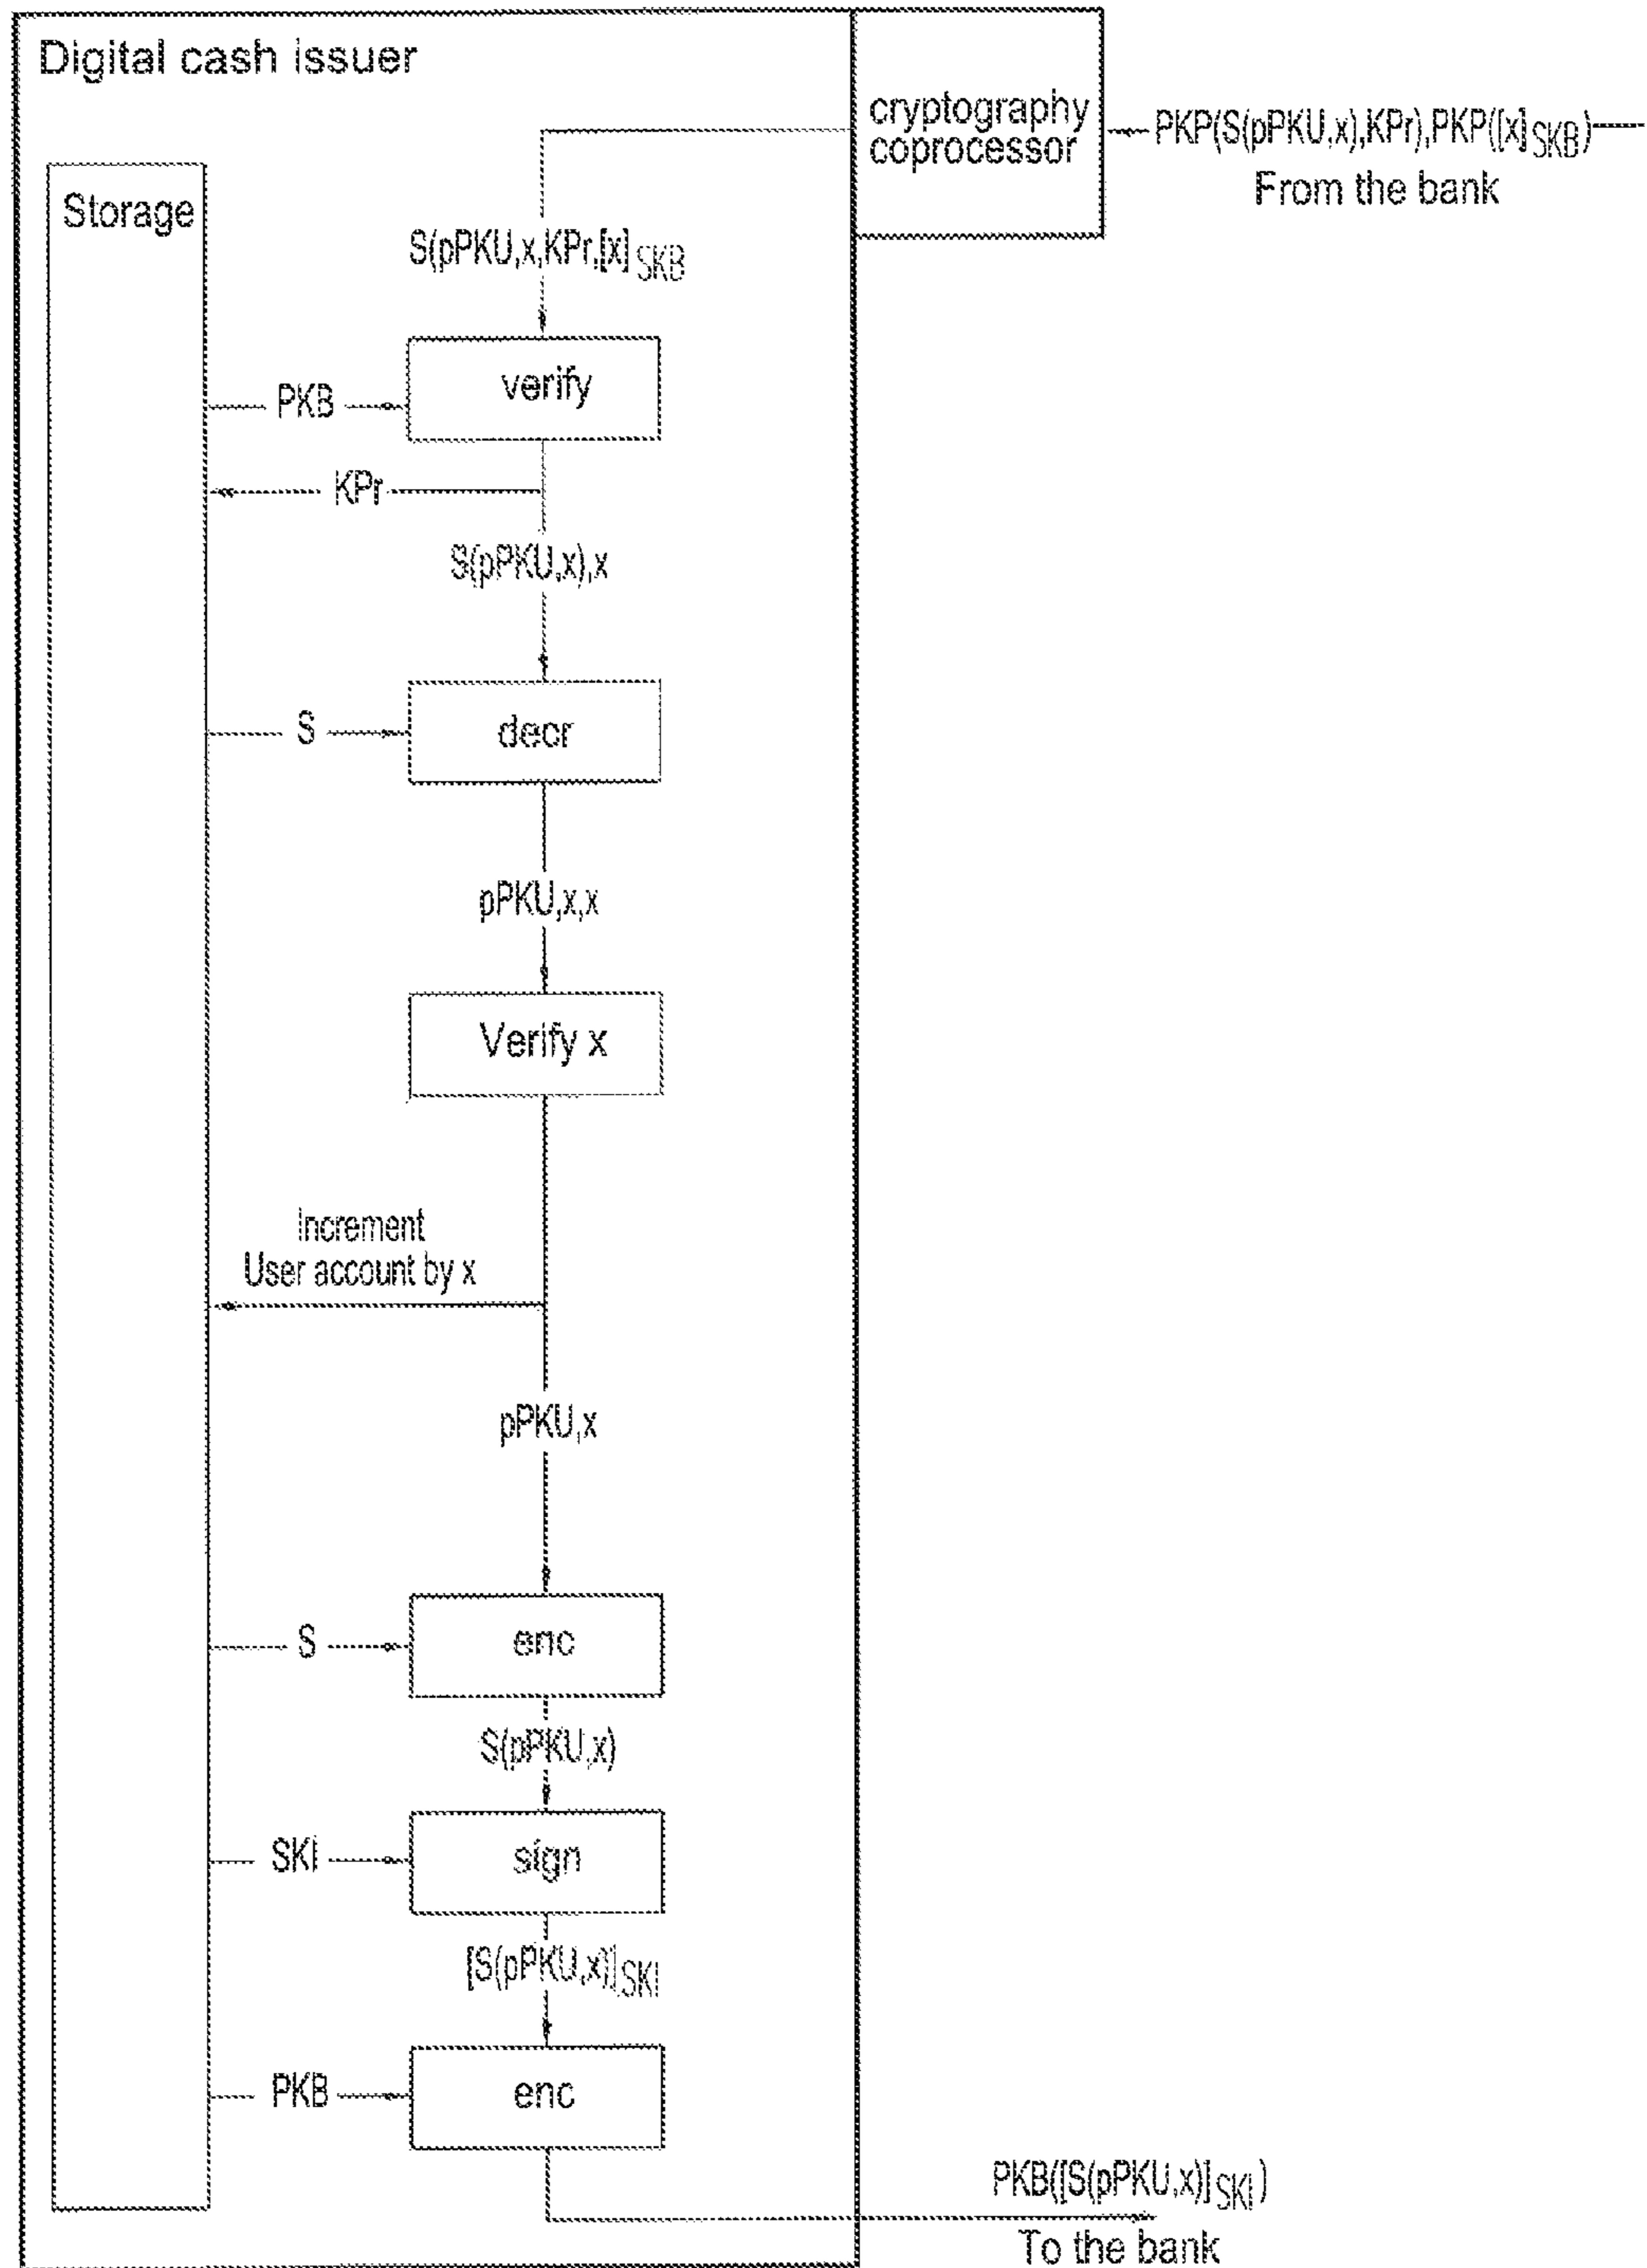 Digital cash issuer
cryptography
coprocessor
PKP(S(pPKU,x),KPr),PKP([x]SKB)
From the bank
Storage
S(pPKU,x,KPr,[x]SKB
verify
PKB
KPr
S(pPKU,x),x
S
decr
pPKU,x,x
Verify x
Increment
User account by x
pPKU,x
S
enc
S(pPKU,x)
SKI
sign
[S(pPKU,x)]SKI
PKB
enc
PKB([S(pPKU,x)]SKI)
To the bank